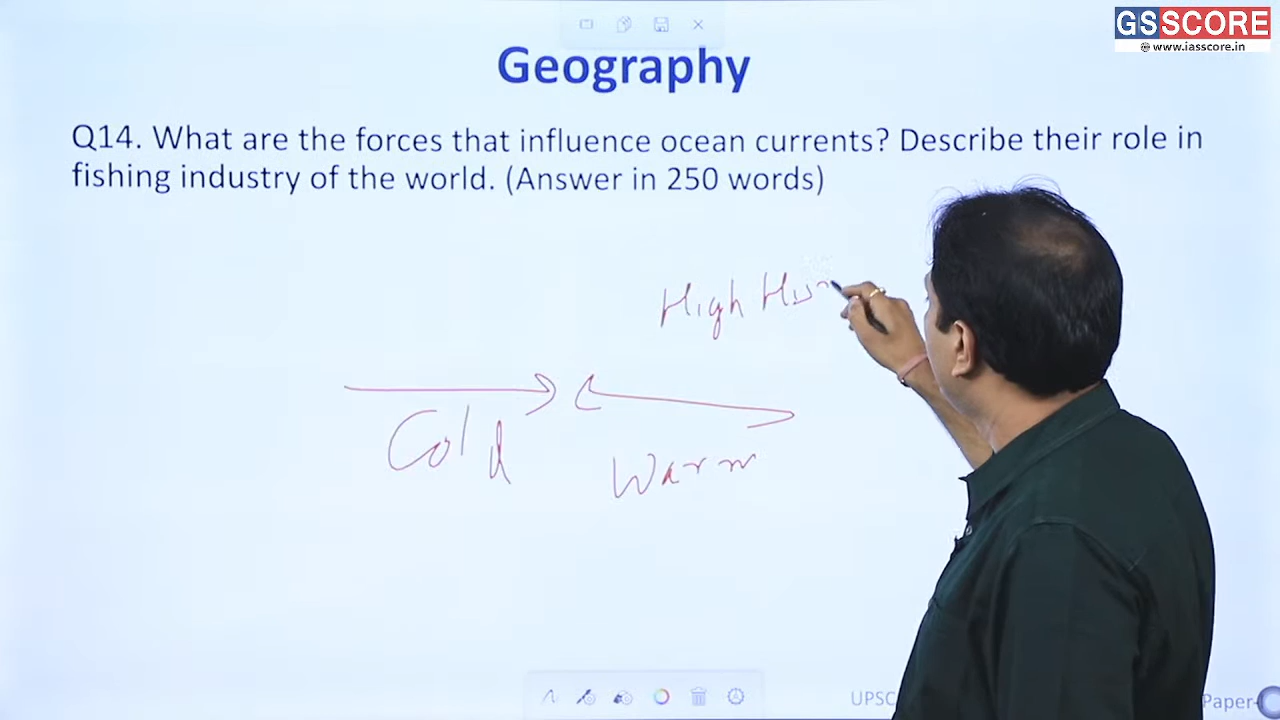 GSSCORE
www.iasscore.in
Geography
Q14. What are the forces that influence ocean currents? Describe their role in
fishing industry of the world. (Answer in 250 words)
High
Cold
Warm
UPSC
Paper-